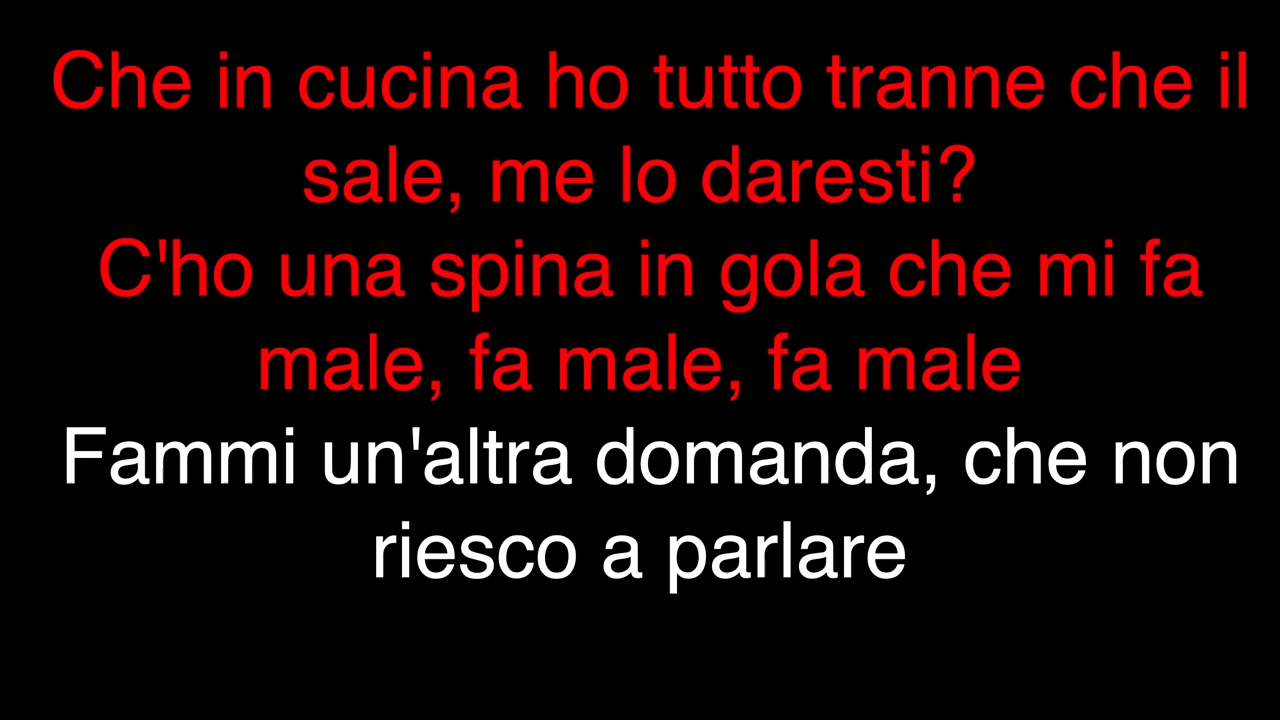 Che in cucina ho tutto tranne che il
sale, me lo daresti?
C'ho una spina in gola che mi fa
male, fa male, fa male
Fammi un'altra domanda, che non
riesco a parlare